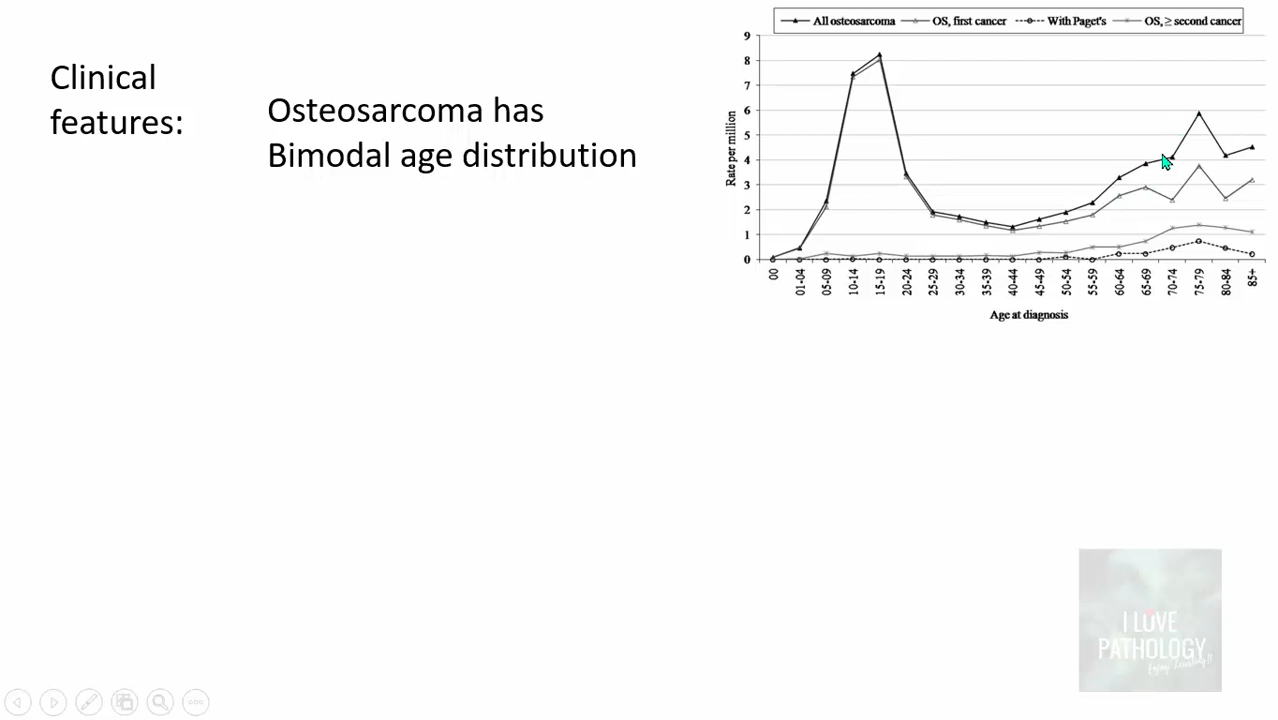 Clinical
features:
Osteosarcoma has
Bimodal age distribution
All osteosarcoma
OS, first cancer
With Paget's
OS, ≥ second cancer
Rate per million
9
8
7
6
5
4
3
2
1
0
00
01-04
05-09
10-14
15-19
20-24
25-29
30-34
35-39
40-44
45-49
50-54
55-59
60-64
65-69
70-74
75-79
80-84
85+
Age at diagnosis
I LOVE
PATHOLOGY
Enjoy Learning!!